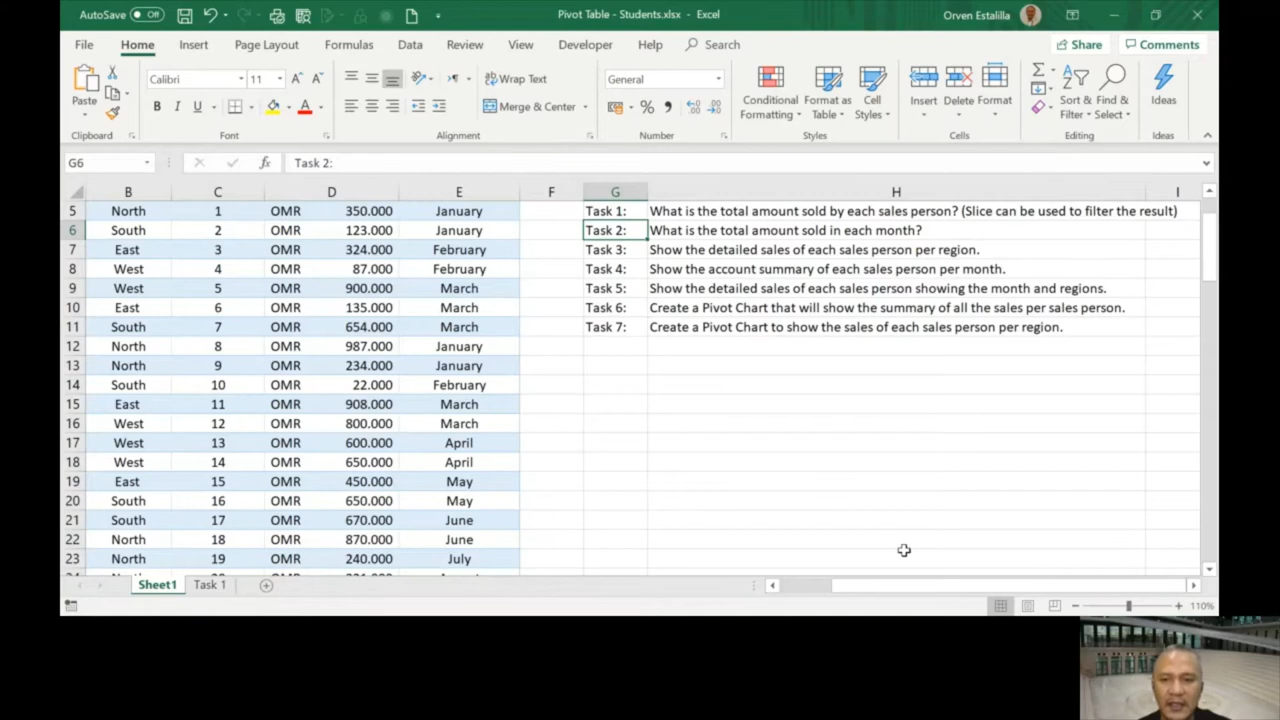 AutoSave Off Pivot Table - Students.xlsx - Excel Orven Estalilla
File Home Insert Page Layout Formulas Data Review View Developer Help Search Share Comments
Calibri 11 Wrap Text General
Paste B I U Merge & Center Conditional Formatting Format as Table Cell Styles Insert Delete Format Sort & Filter Find & Select Ideas
Clipboard Font Alignment Number Styles Cells Editing Ideas
G6 fx Task 2:
B C D E F G H I
5 North 1 OMR 350.000 January Task 1: What is the total amount sold by each sales person? (Slice can be used to filter the result)
6 South 2 OMR 123.000 January Task 2: What is the total amount sold in each month?
7 East 3 OMR 324.000 February Task 3: Show the detailed sales of each sales person per region.
8 West 4 OMR 87.000 February Task 4: Show the account summary of each sales person per month.
9 West 5 OMR 900.000 March Task 5: Show the detailed sales of each sales person showing the month and regions.
10 East 6 OMR 135.000 March Task 6: Create a Pivot Chart that will show the summary of all the sales per sales person.
11 South 7 OMR 654.000 March Task 7: Create a Pivot Chart to show the sales of each sales person per region.
12 North 8 OMR 987.000 January
13 North 9 OMR 234.000 January
14 South 10 OMR 22.000 February
15 East 11 OMR 908.000 March
16 West 12 OMR 800.000 March
17 West 13 OMR 600.000 April
18 West 14 OMR 650.000 April
19 East 15 OMR 450.000 May
20 South 16 OMR 650.000 May
21 South 17 OMR 670.000 June
22 North 18 OMR 870.000 June
23 North 19 OMR 240.000 July
Sheet1 Task 1
110%